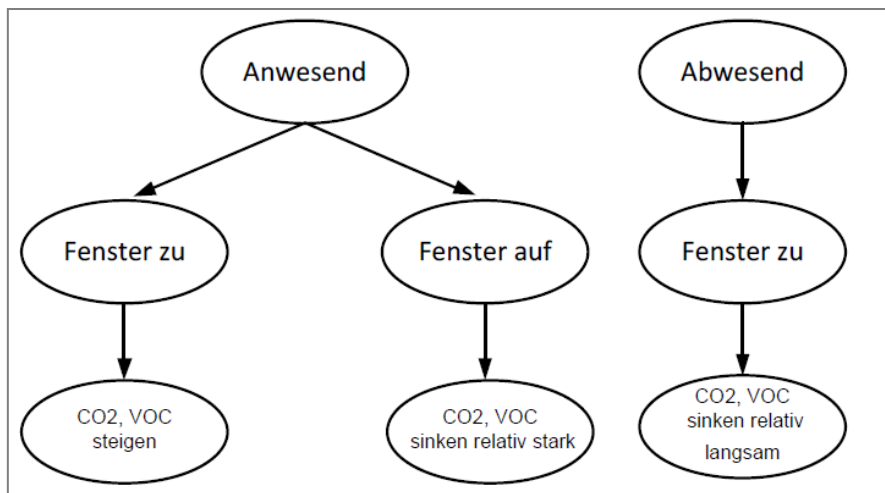 Anwesend
Abwesend
Fenster zu
Fenster auf
Fenster zu
CO2, VOC
steigen
CO2, VOC
sinken relativ stark
CO2, VOC
sinken relativ
langsam